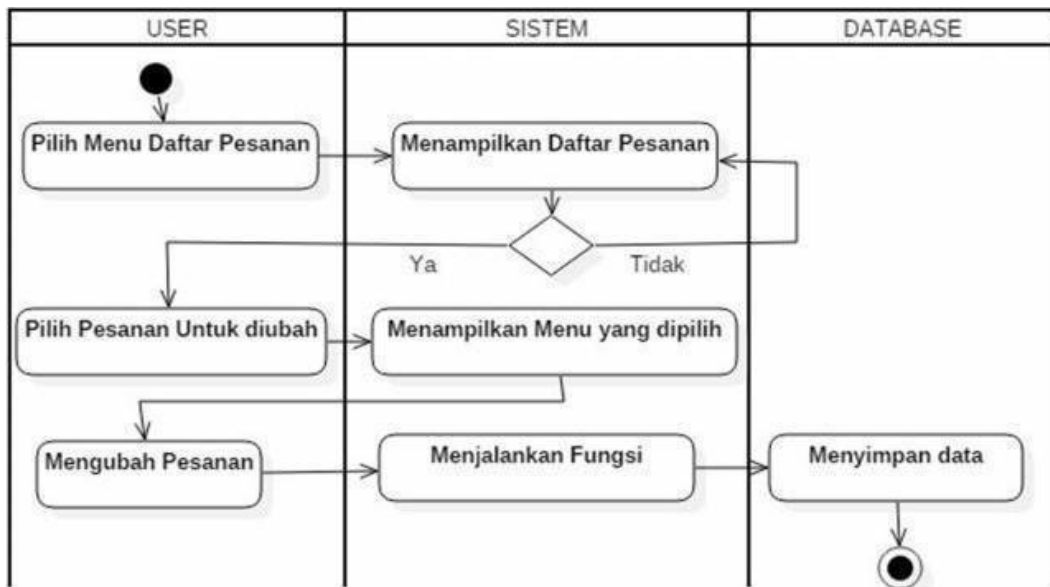 USER
SISTEM
DATABASE
Pilih Menu Daftar Pesanan
Menampilkan Daftar Pesanan
Ya
Tidak
Pilih Pesanan Untuk diubah
Menampilkan Menu yang dipilih
Mengubah Pesanan
Menjalankan Fungsi
Menyimpan data